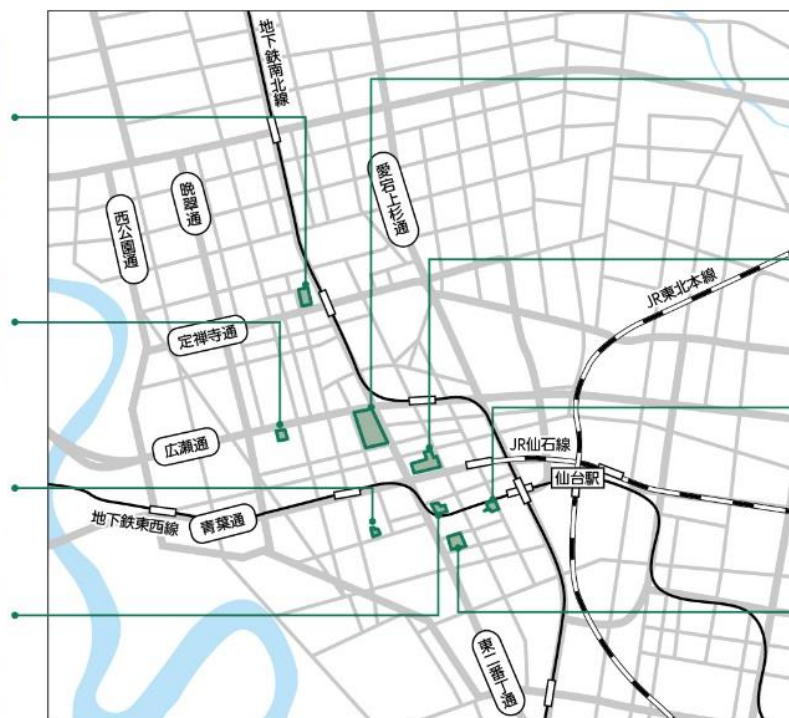 地下鉄南北線
愛宕上杉通
晩翠通
西公園通
JR東北本線
定禅寺通
広瀬通
JR仙石線
仙台駅
地下鉄東西線
青葉通
東二番丁通